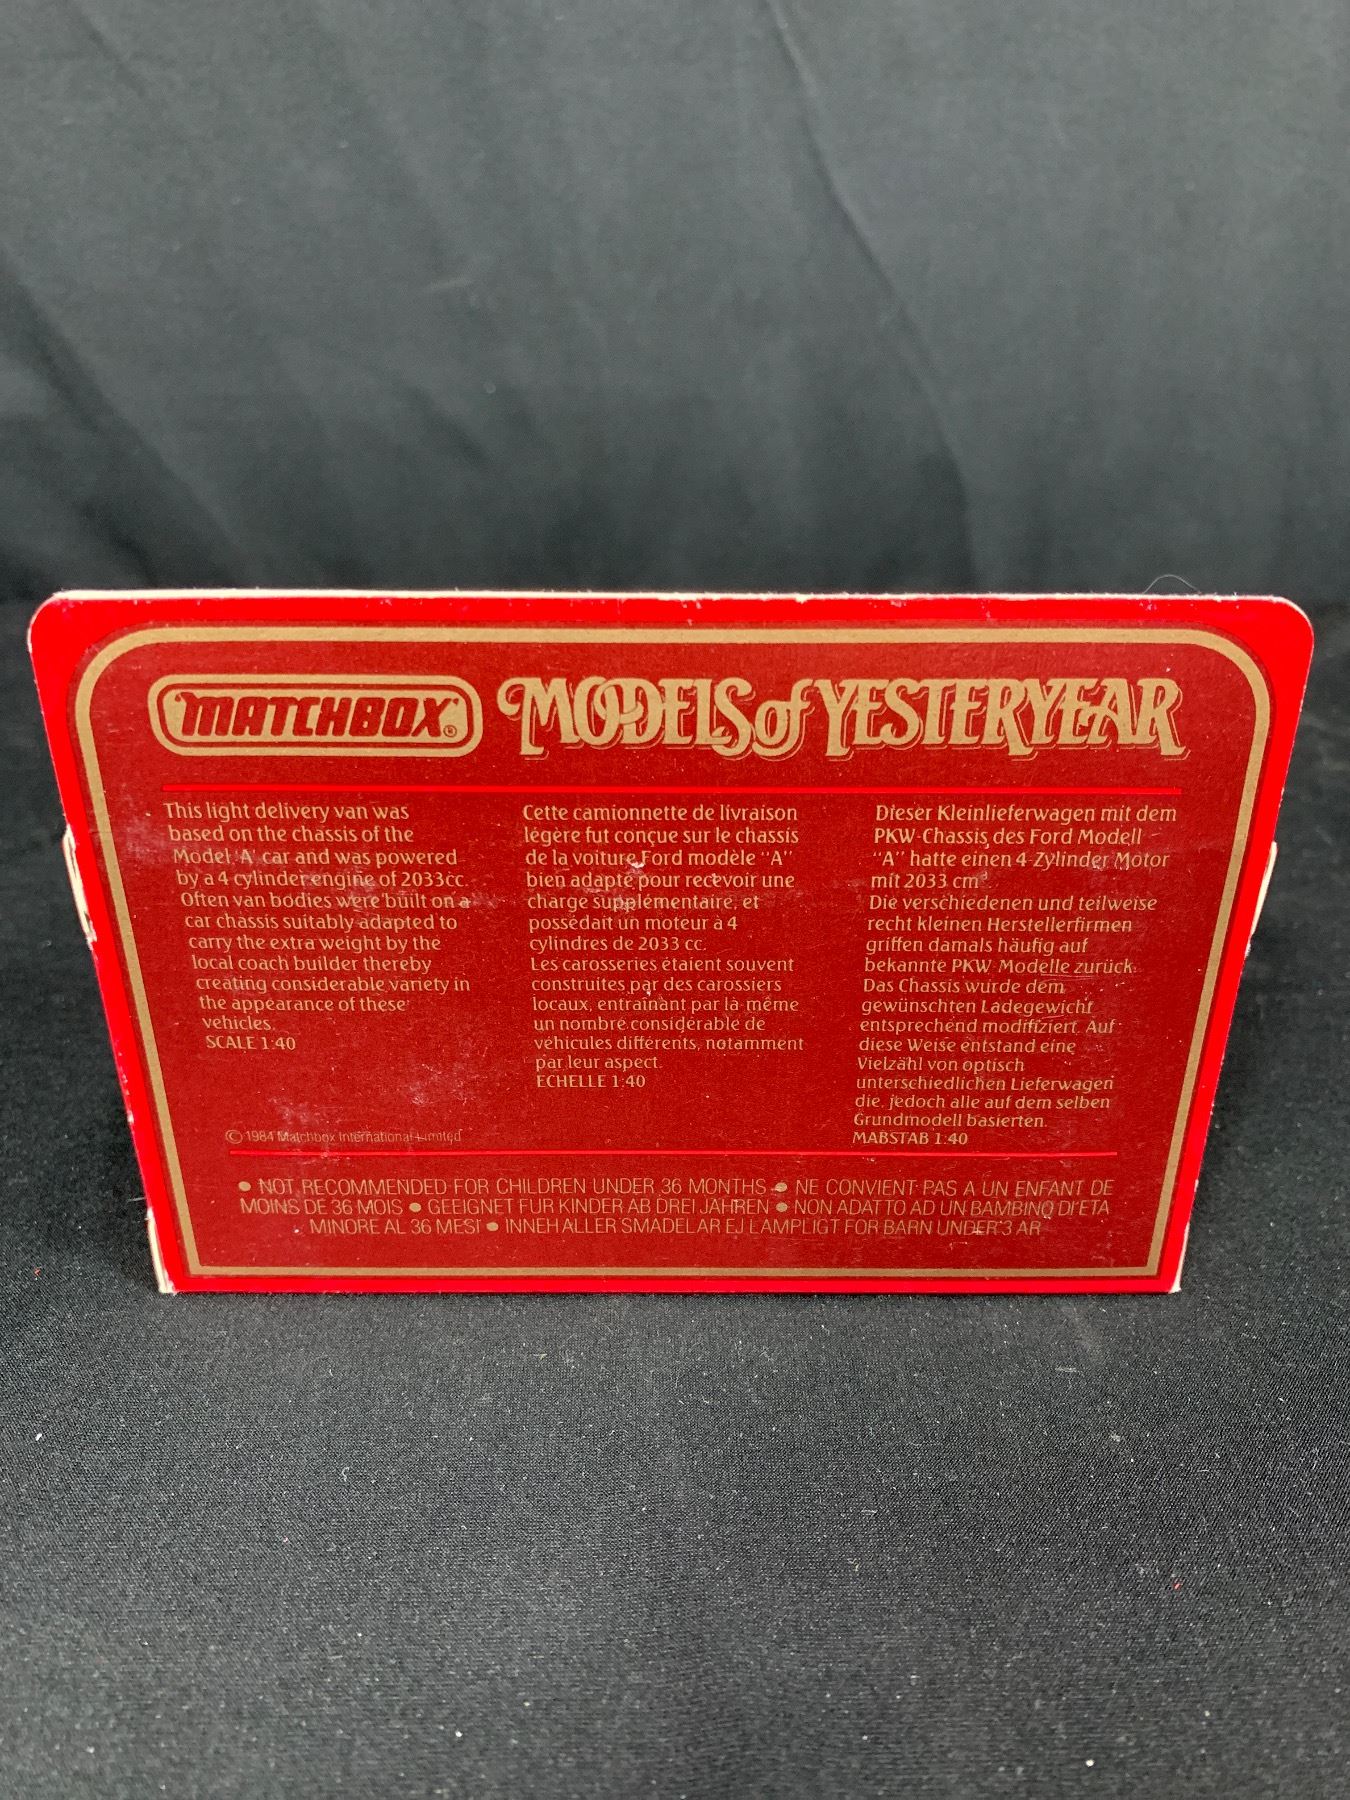 MATCHBOX® MODELS of YESTERYEAR
This light delivery van was
based on the chassis of the
Model 'A' car and was powered
by a 4 cylinder engine of 2033cc.
Often van bodies were built on a
car chassis suitably adapted to
carry the extra weight by the
local coach builder thereby
creating considerable variety in
the appearance of these
vehicles.
SCALE 1:40
© 1984 Matchbox International Limited
Cette camionnette de livraison
légère fut conçue sur le chassis
de la voiture Ford modèle "A"
bien adapté pour recevoir une
charge supplémentaire, et
possédait un moteur à 4
cylindres de 2033 cc.
Les carosseries étaient souvent
construites par des carossiers
locaux, entraînant par là-même
un nombre considérable de
véhicules différents, notamment
par leur aspect.
ECHELLE 1:40
Dieser Kleinlieferwagen mit dem
PKW-Chassis des Ford Modell
"A" hatte einen 4-Zylinder Motor
mit 2033 cm³.
Die verschiedenen und teilweise
recht kleinen Herstellerfirmen
griffen damals häufig auf
bekannte PKW-Modelle zurück.
Das Chassis wurde dem
gewünschten Ladegewicht
entsprechend modifiziert. Auf
diese Weise entstand eine
Vielzahl von optisch
unterschiedlichen Lieferwagen
die, jedoch alle auf dem selben
Grundmodell basierten.
MABSTAB 1:40
● NOT RECOMMENDED FOR CHILDREN UNDER 36 MONTHS ● NE CONVIENT PAS A UN ENFANT DE
MOINS DE 36 MOIS ● GEEIGNET FUR KINDER AB DREI JAHREN ● NON ADATTO AD UN BAMBINO DI ETA
MINORE AL 36 MESI ● INNEHALLER SMADELAR EJ LAMPLIGT FOR BARN UNDER 3 AR